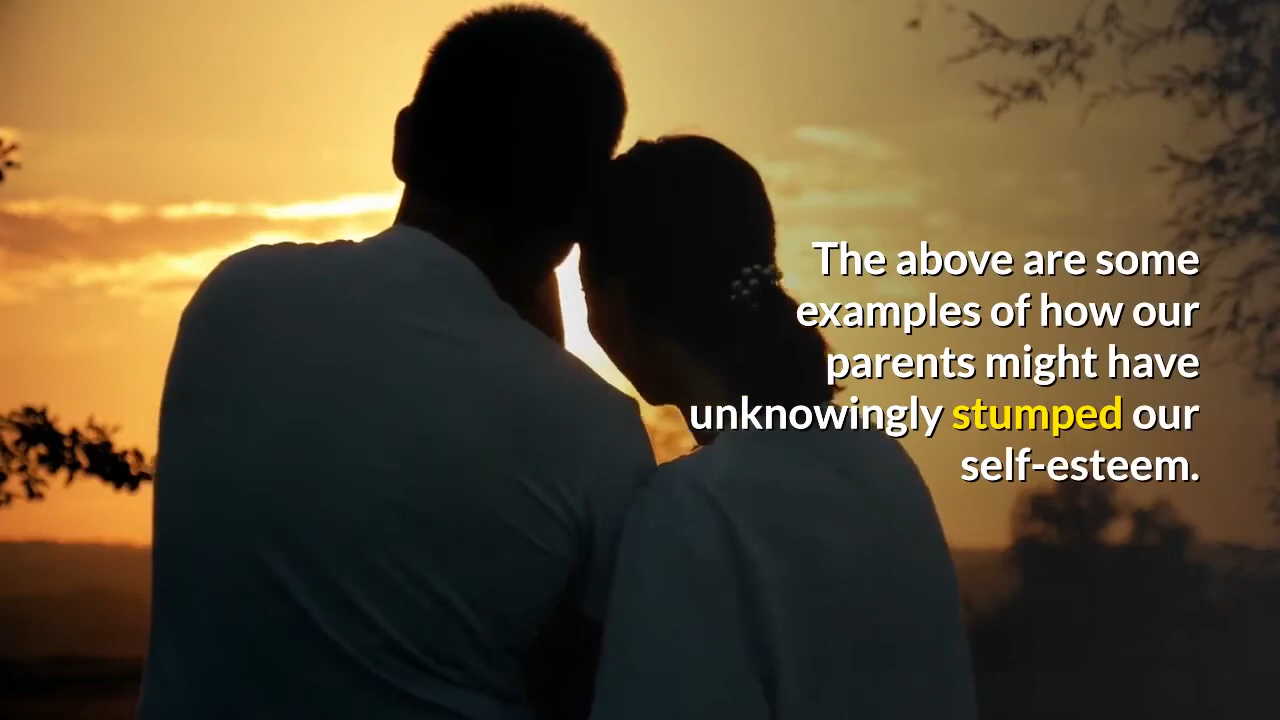 The above are some
examples of how our
parents might have
unknowingly stumped our
self-esteem.